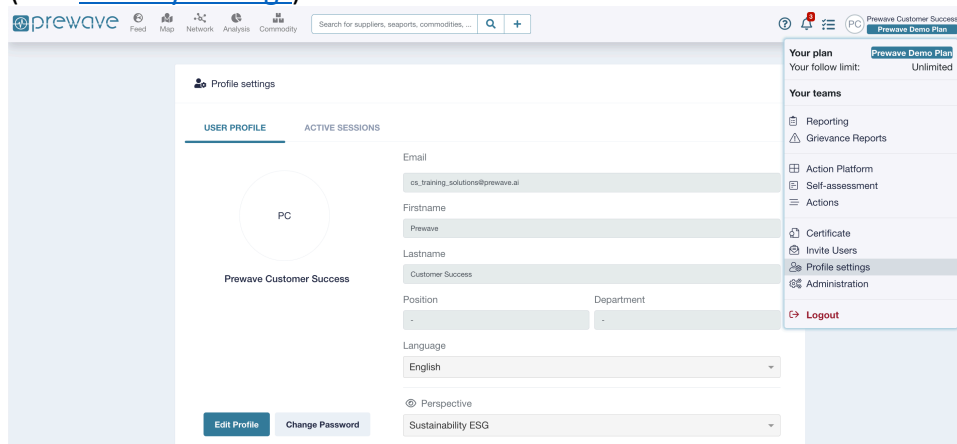 prewave
Feed
Map
Network
Analysis
Commodity
Search for suppliers, seaports, commodities, ...
+
?
3
PC
Prewave Customer Success
Prewave Demo Plan
Your plan
Prewave Demo Plan
Your follow limit:
Unlimited
Your teams
Reporting
Grievance Reports
Action Platform
Self-assessment
Actions
Certificate
Invite Users
Profile settings
Administration
Logout
Profile settings
USER PROFILE
ACTIVE SESSIONS
PC
Prewave Customer Success
Email
cs_training_solutions@prewave.ai
Firstname
Prewave
Lastname
Customer Success
Position
Department
-
-
Language
English
Perspective
Sustainability ESG
Edit Profile
Change Password